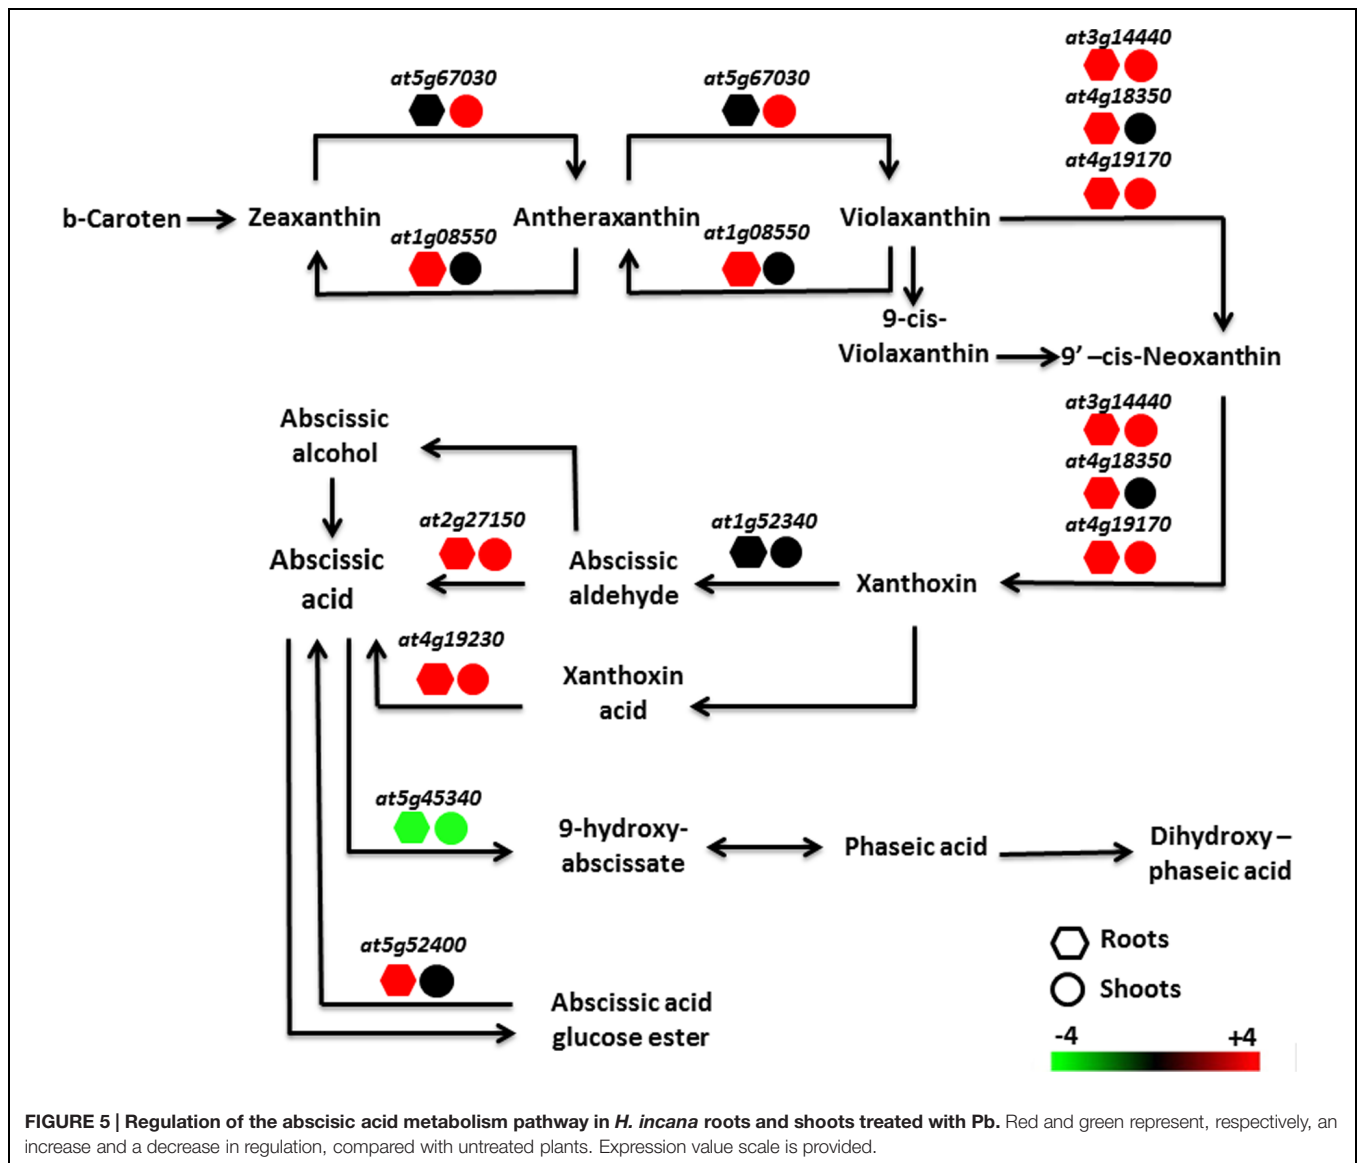 at3g14440
at5g67030
at5g67030
at4g18350
at4g19170
b-Caroten
Zeaxanthin
Antheraxanthin
Violaxanthin
at1g08550
at1g08550
9-cis-
Violaxanthin
9’ –cis-Neoxanthin
at3g14440
at4g18350
at4g19170
Abscissic
alcohol
at2g27150
at1g52340
Abscissic
acid
Abscissic
aldehyde
Xanthoxin
at4g19230
Xanthoxin
acid
at5g45340
9-hydroxy-
abscissate
Phaseic acid
Dihydroxy –
phaseic acid
at5g52400
Abscissic acid
glucose ester
Roots
Shoots
-4
+4
FIGURE 5 | Regulation of the abscisic acid metabolism pathway in H. incana roots and shoots treated with Pb. Red and green represent, respectively, an
increase and a decrease in regulation, compared with untreated plants. Expression value scale is provided.